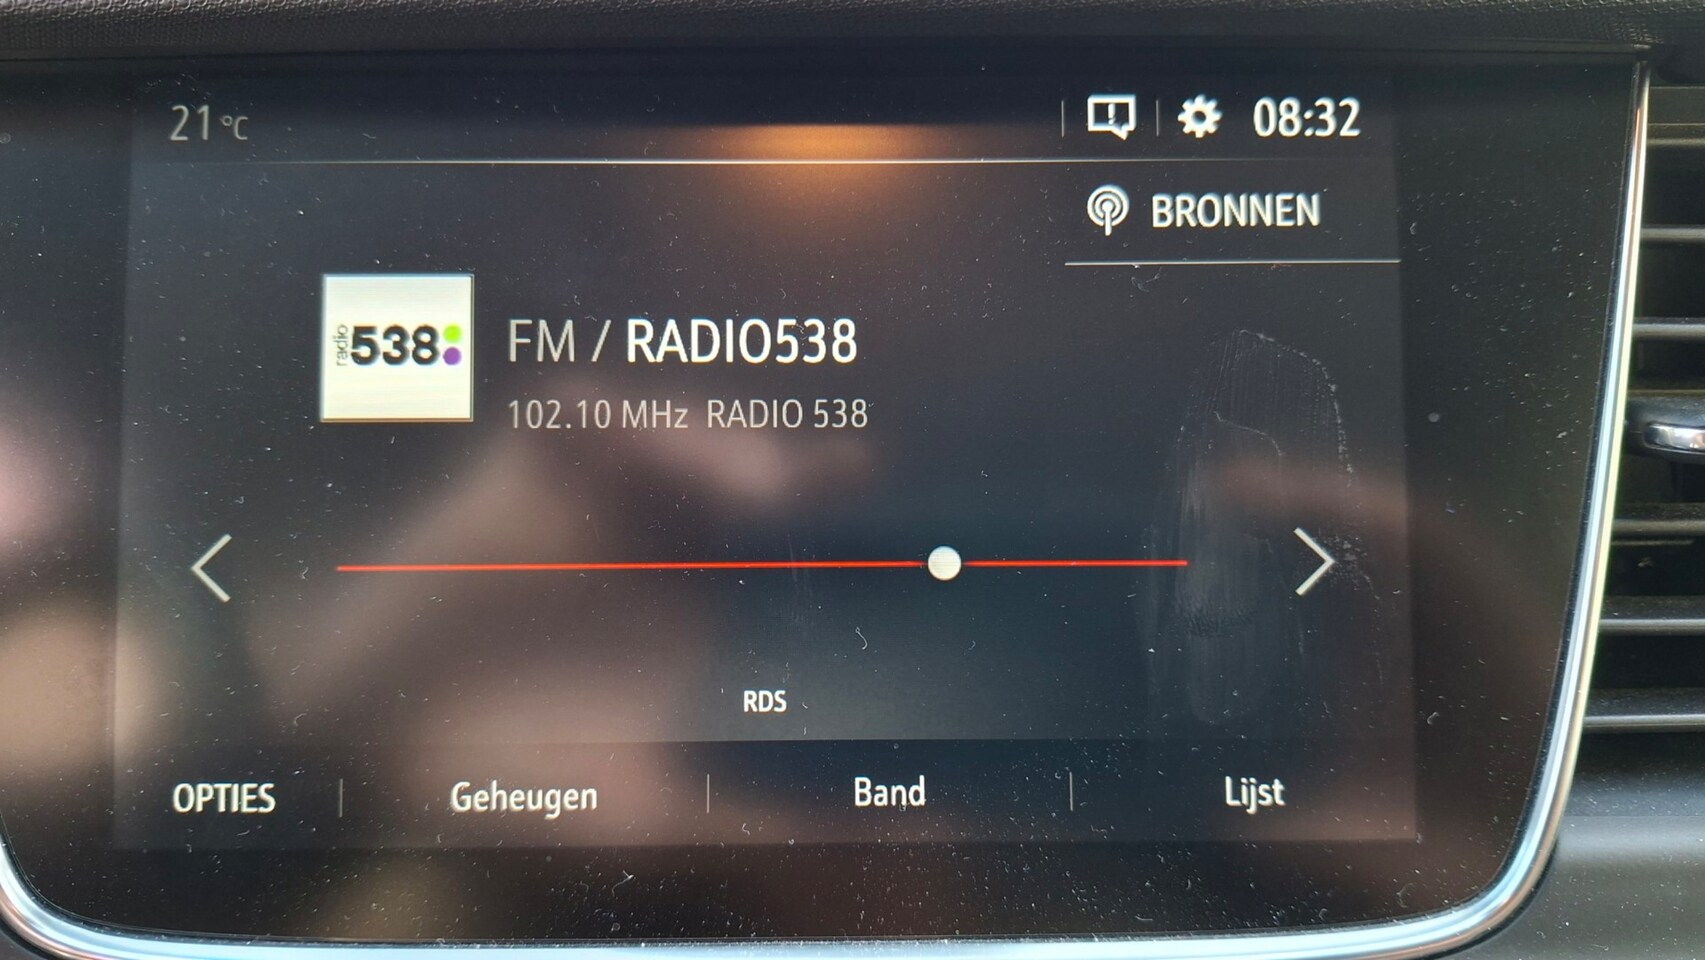 21 °C
08:32
BRONNEN
radio 538
FM / RADIO538
102.10 MHz RADIO 538
RDS
OPTIES Geheugen Band Lijst